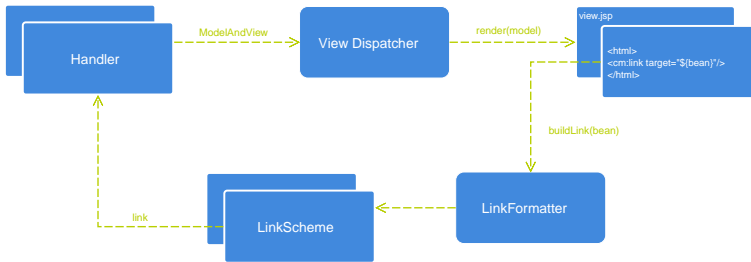 view.jsp
ModelAndView
render(model)
Handler
View Dispatcher
<html>
<cm:link target="${bean}"/>
</html>
buildLink(bean)
LinkFormatter
link
LinkScheme